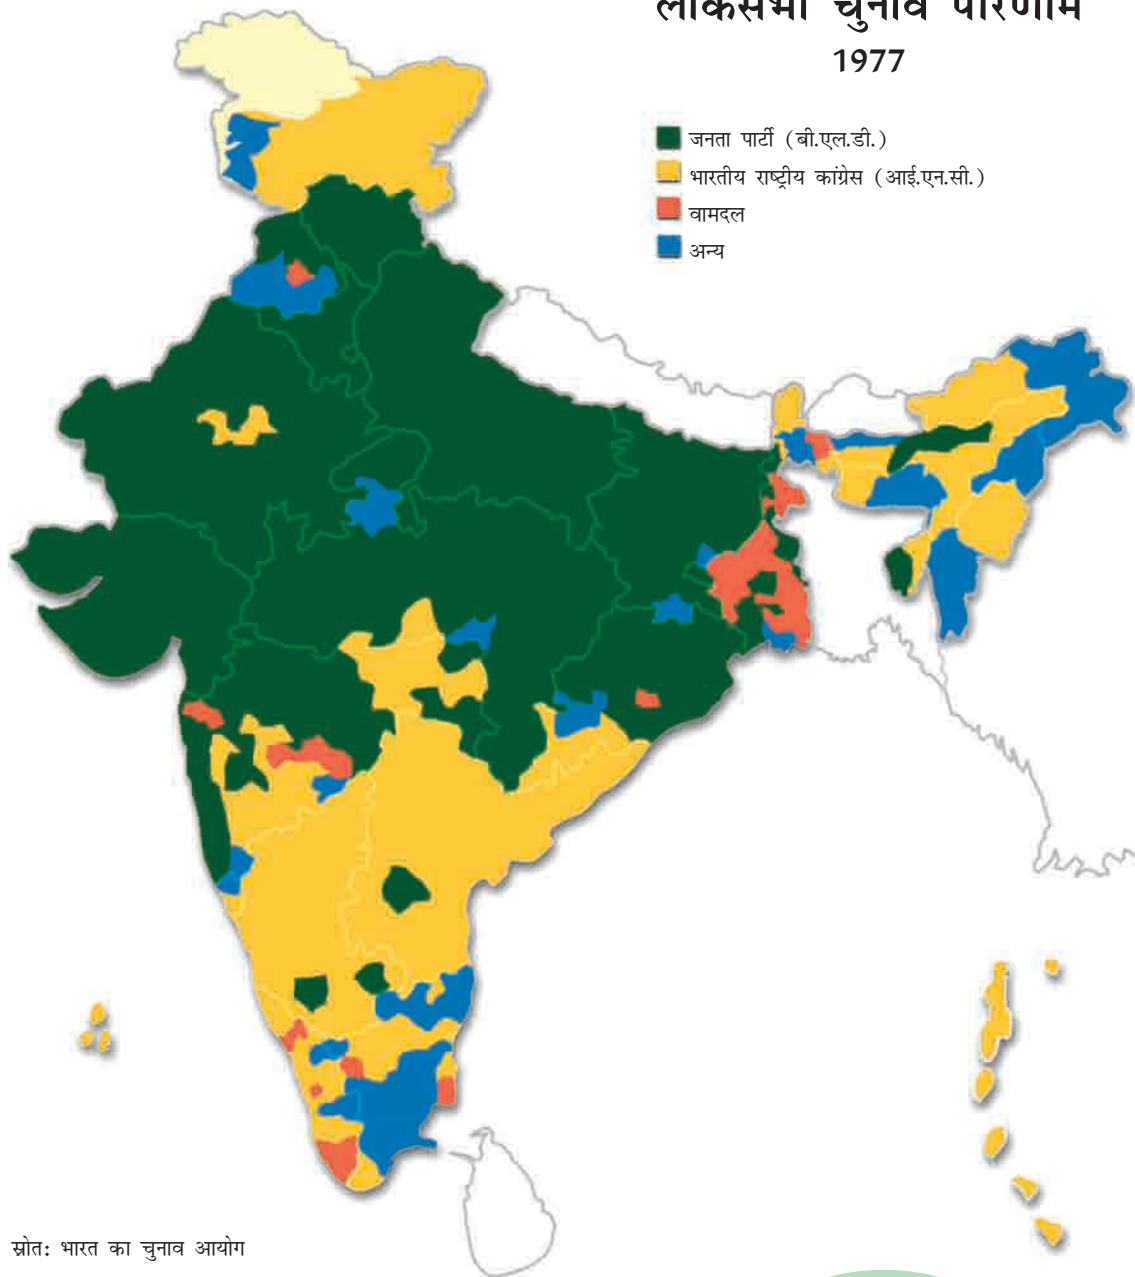 लोकसभा चुनाव परिणाम
1977
जनता पार्टी (बी.एल.डी.)
भारतीय राष्ट्रीय कांग्रेस (आई.एन.सी.)
वामदल
अन्य
स्रोत: भारत का चुनाव आयोग